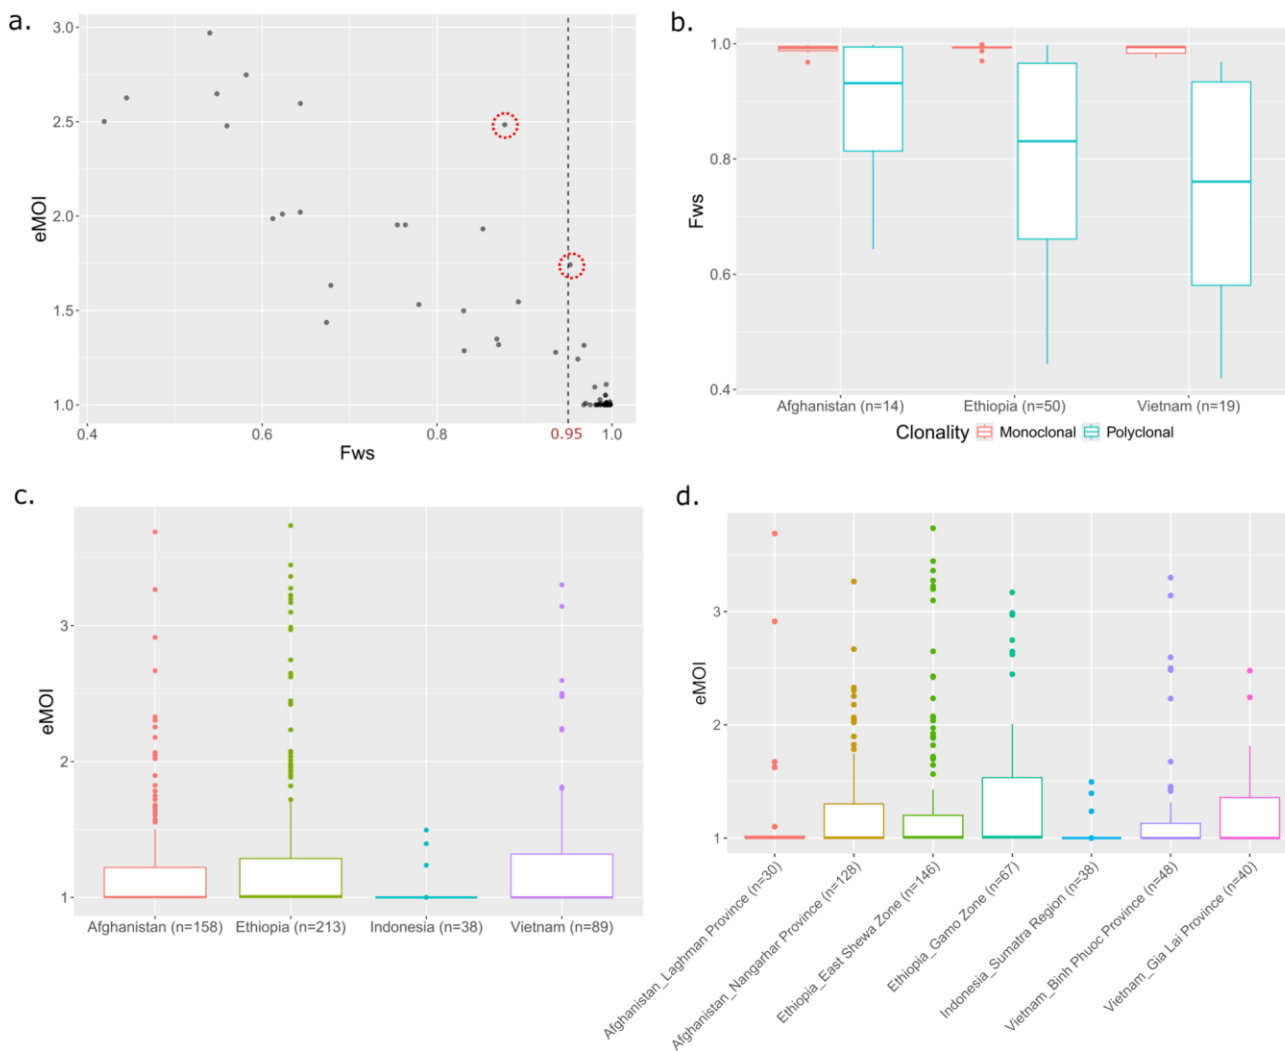 a.
3.0
2.5
2.0
1.5
1.0
eMOI
0.4
0.6
0.8
0.95
1.0
Fws
b.
1.0
0.8
0.6
0.4
Fws
Afghanistan (n=14)
Ethiopia (n=50)
Vietnam (n=19)
Clonality Monoclonal Polyclonal
c.
3
2
1
eMOI
Afghanistan (n=158)
Ethiopia (n=213)
Indonesia (n=38)
Vietnam (n=89)
d.
3
2
1
eMOI
Afghanistan_Laghman Province (n=30)
Afghanistan_Nangarhar Province (n=128)
Ethiopia_East Shewa Zone (n=146)
Ethiopia_Gamo Zone (n=67)
Indonesia_Sumatra Region (n=38)
Vietnam_Binh Phuoc Province (n=48)
Vietnam_Gia Lai Province (n=40)